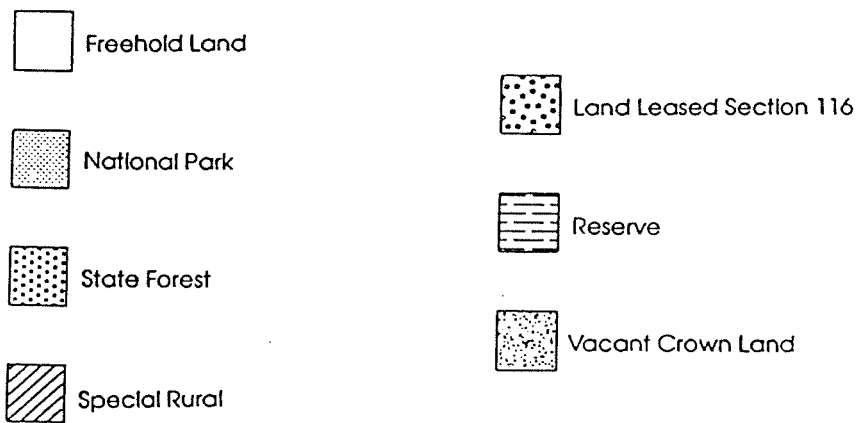 Freehold Land
National Park
State Forest
Special Rural
Land Leased Section 116
Reserve
Vacant Crown Land